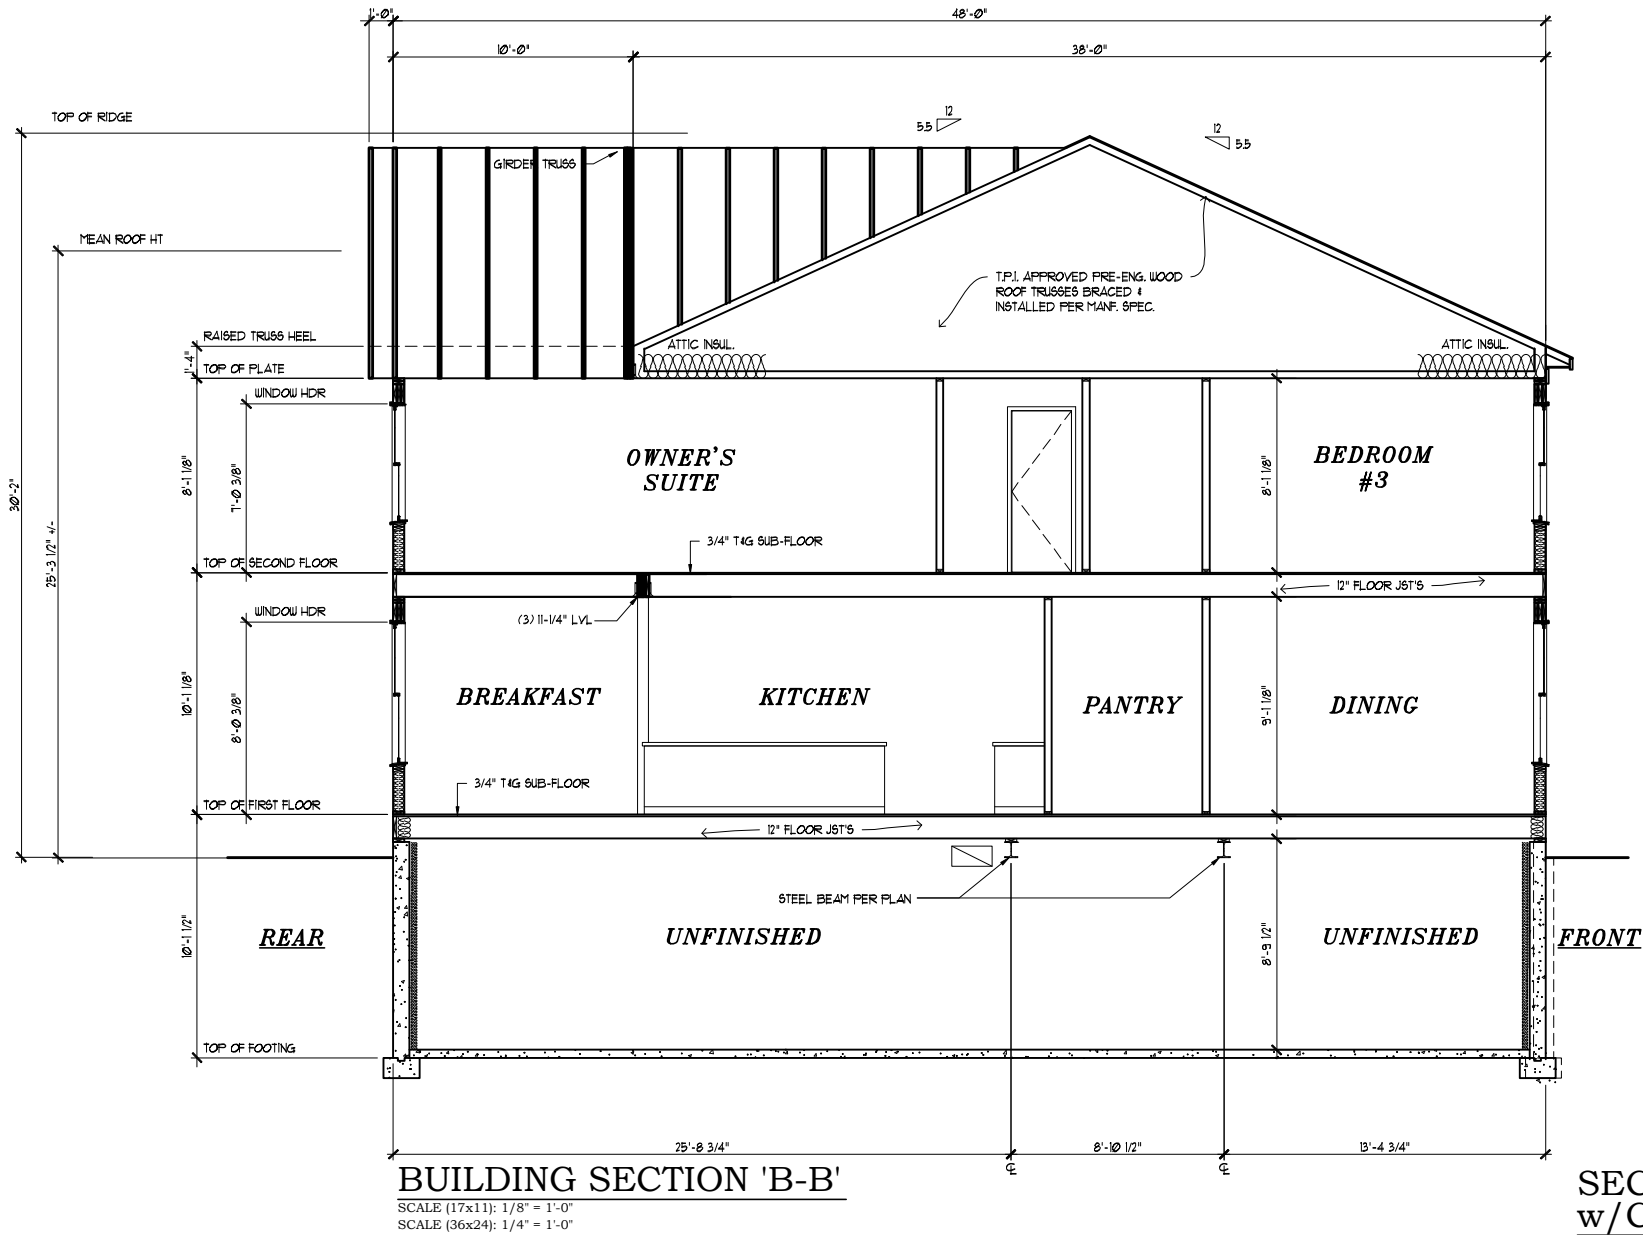 1'-0"
48'-0"
10'-0"
38'-0"
TOP OF RIDGE
12
5.5
12
5.5
GIRDER TRUSS
MEAN ROOF HT
T.P.I. APPROVED PRE-ENG. WOOD
ROOF TRUSSES BRACED &
INSTALLED PER MANF. SPEC.
RAISED TRUSS HEEL
ATTIC INSUL.
ATTIC INSUL.
1'-4"
TOP OF PLATE
WINDOW HDR
OWNER'S
SUITE
BEDROOM
#3
8'-1 1/8"
7'-0 3/8"
8'-1 1/8"
30'-2"
25'-3 1/2" +/-
3/4" T&G SUB-FLOOR
TOP OF SECOND FLOOR
12" FLOOR JST'S
WINDOW HDR
(3) 11-1/4" LVL
BREAKFAST
KITCHEN
PANTRY
DINING
10'-1 1/8"
8'-0 3/8"
9'-1 1/8"
3/4" T&G SUB-FLOOR
TOP OF FIRST FLOOR
12" FLOOR JST'S
STEEL BEAM PER PLAN
REAR
UNFINISHED
UNFINISHED
FRONT
10'-1 1/2"
8'-9 1/2"
TOP OF FOOTING
25'-8 3/4"
8'-10 1/2"
13'-4 3/4"
℄
℄
BUILDING SECTION 'B-B'
SCALE (17x11): 1/8" = 1'-0"
SCALE (36x24): 1/4" = 1'-0"
SEC
w/C